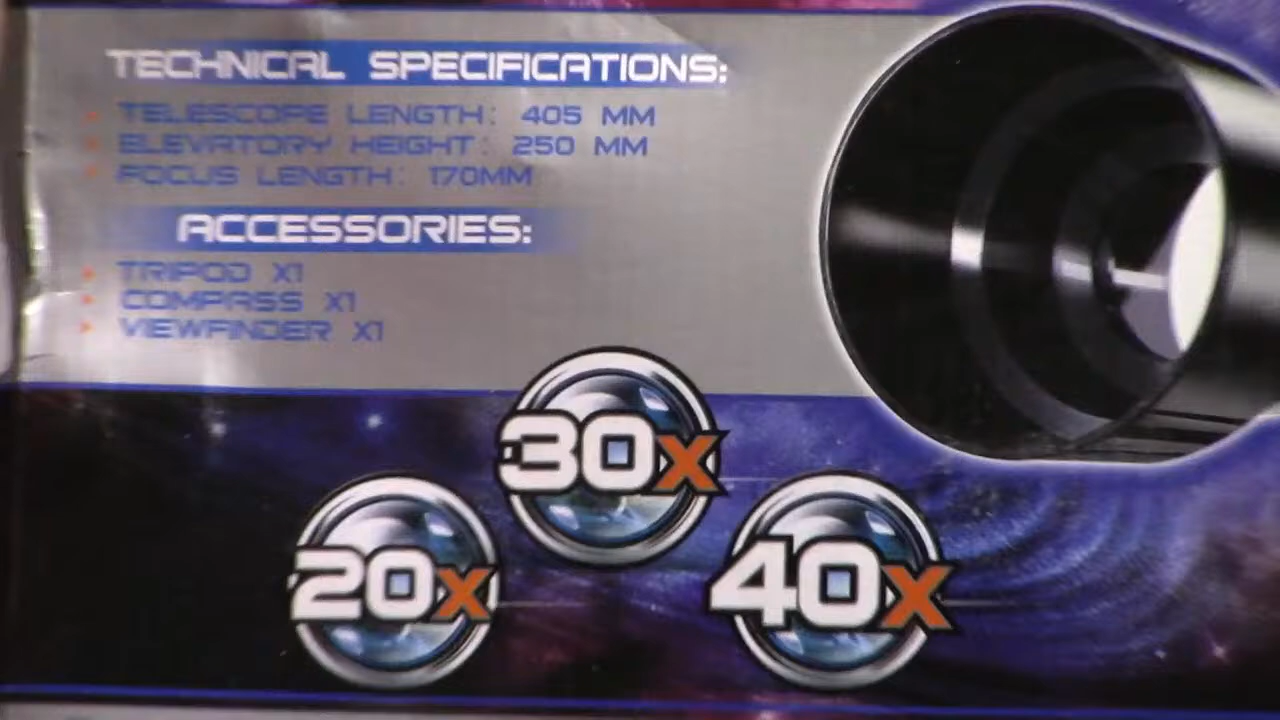 TECHNICAL SPECIFICATIONS:
TELESCOPE LENGTH: 405 MM
ELEVATORY HEIGHT: 250 MM
FOCUS LENGTH: 170MM
ACCESSORIES:
TRIPOD X1
COMPASS X1
VIEWFINDER X1
30X
20X
40X